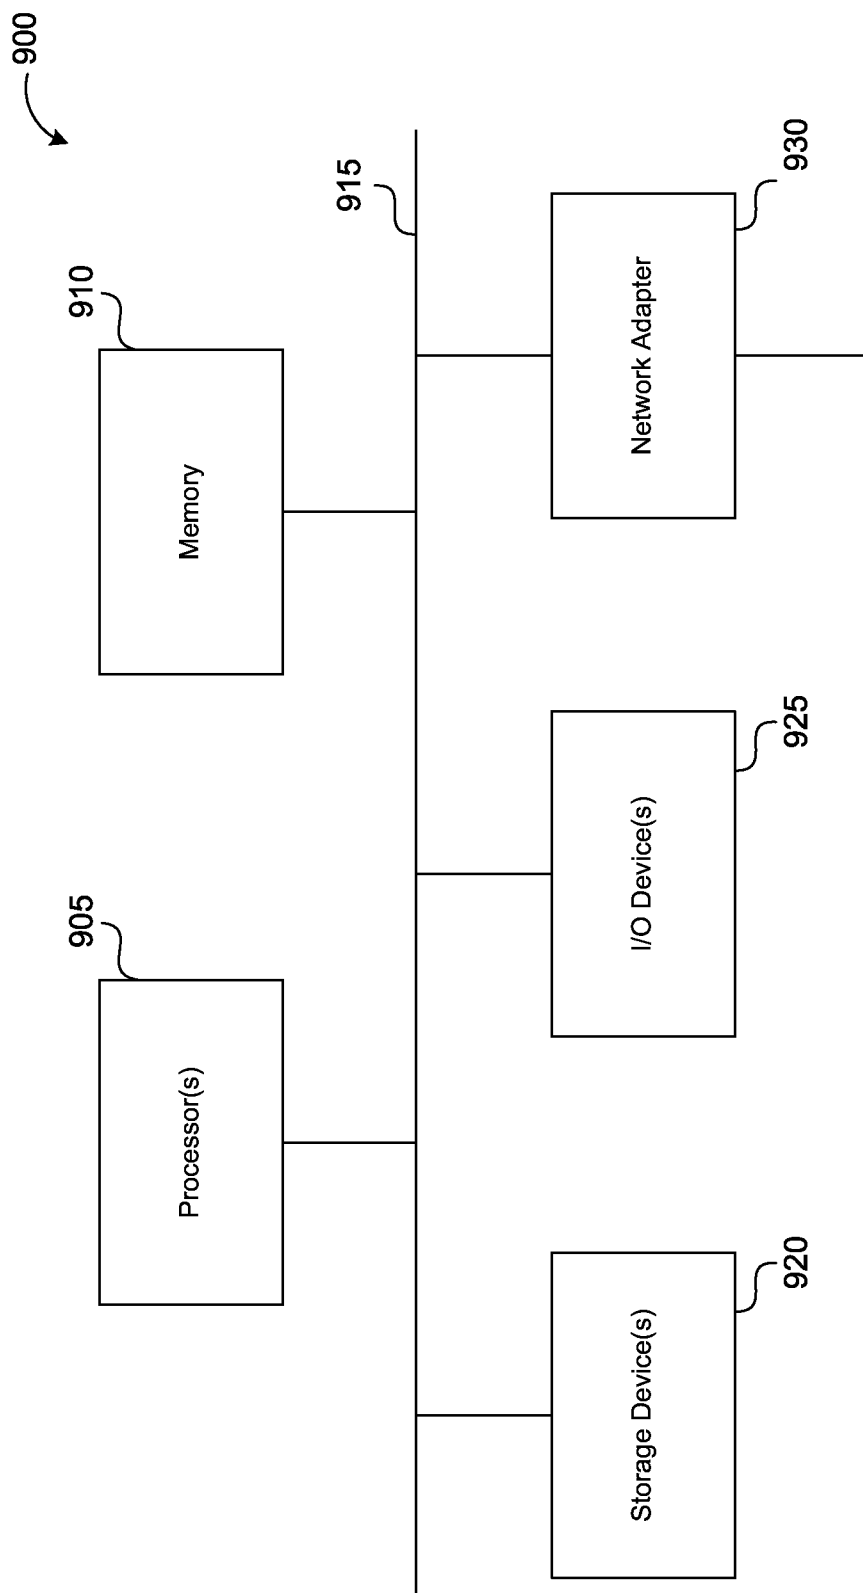 900
905
Processor(s)
910
Memory
915
Storage Device(s)
920
I/O Device(s)
925
Network Adapter
930